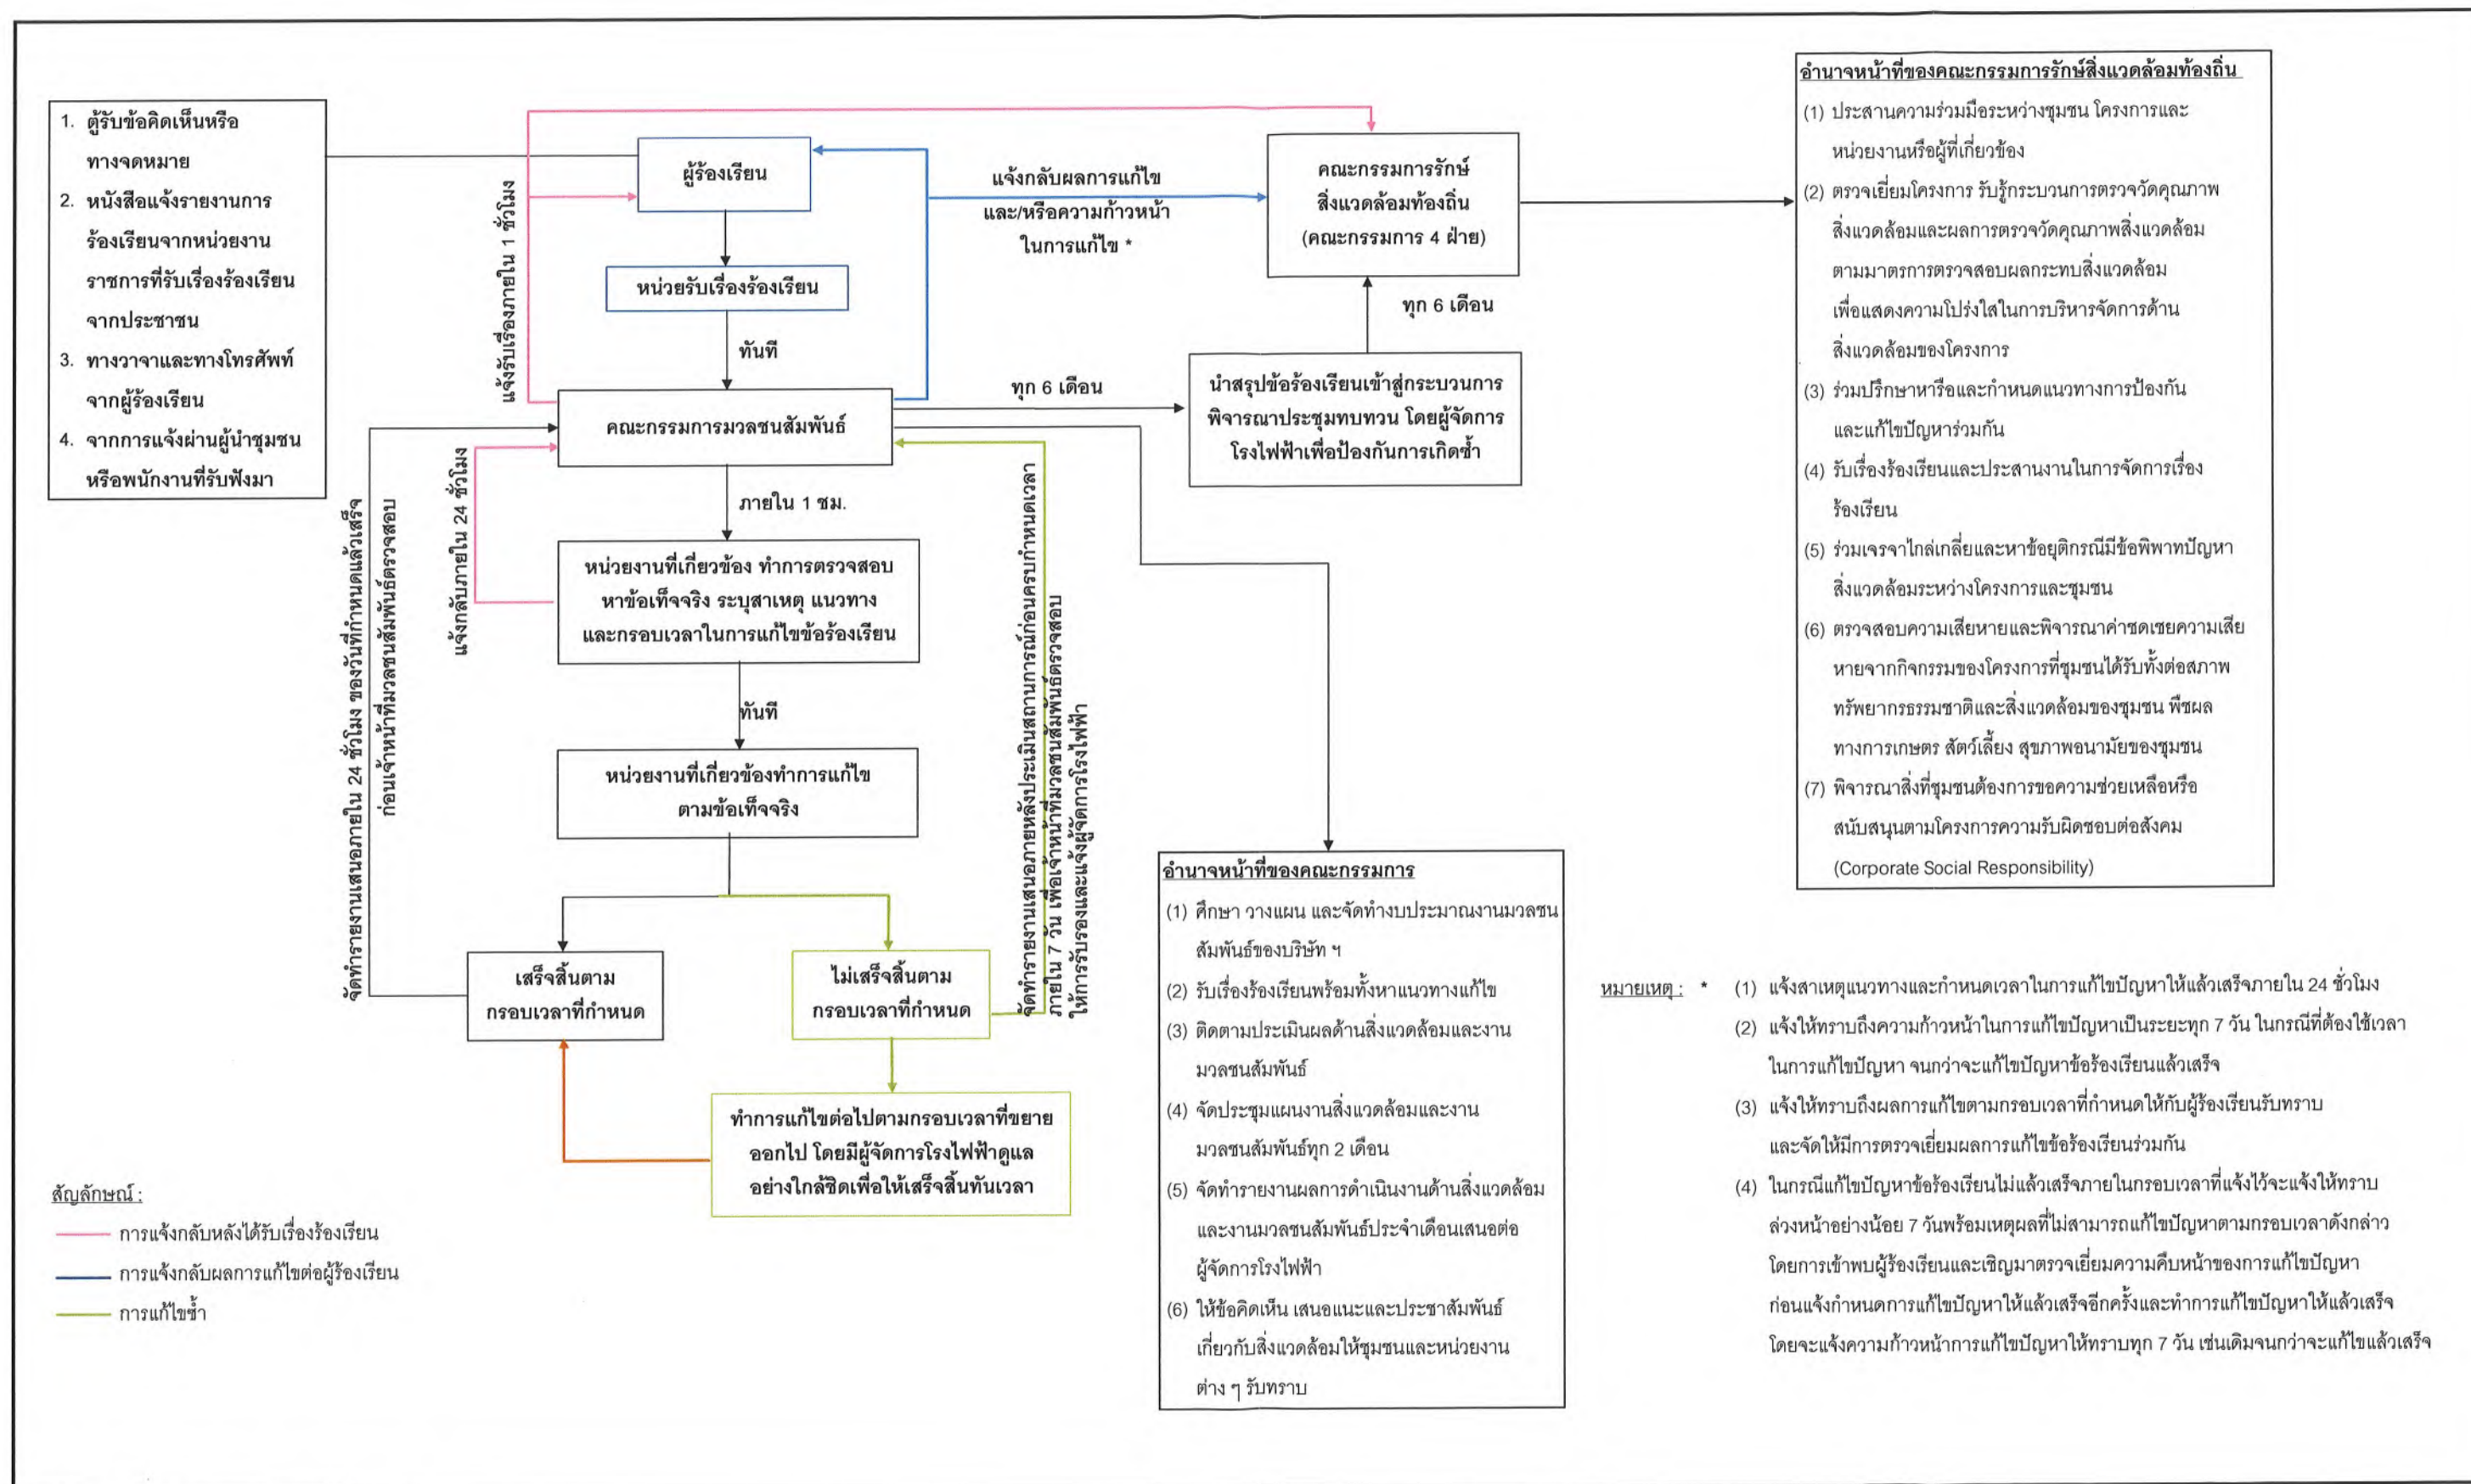 1. ตู้รับข้อคิดเห็นหรือ
ทางจดหมาย
2. หนังสือแจ้งรายงานการ
ร้องเรียนจากหน่วยงาน
ราชการที่รับเรื่องร้องเรียน
จากประชาชน
3. ทางวาจาและทางโทรศัพท์
จากผู้ร้องเรียน
4. จากการแจ้งผ่านผู้นำชุมชน
หรือพนักงานที่รับฟังมา
ผู้ร้องเรียน
หน่วยรับเรื่องร้องเรียน
ทันที
แจ้งรับเรื่องภายใน 1 ชั่วโมง
คณะกรรมการมวลชนสัมพันธ์
แจ้งกลับผลการแก้ไข
และ/หรือความก้าวหน้า
ในการแก้ไข *
คณะกรรมการรักษ์
สิ่งแวดล้อมท้องถิ่น
(คณะกรรมการ 4 ฝ่าย)
ทุก 6 เดือน
ทุก 6 เดือน
นำสรุปข้อร้องเรียนเข้าสู่กระบวนการ
พิจารณาประชุมทบทวน โดยผู้จัดการ
โรงไฟฟ้าเพื่อป้องกันการเกิดซ้ำ
ภายใน 1 ชม.
แจ้งกลับภายใน 24 ชั่วโมง
หน่วยงานที่เกี่ยวข้อง ทำการตรวจสอบ
หาข้อเท็จจริง ระบุสาเหตุ แนวทาง
และกรอบเวลาในการแก้ไขข้อร้องเรียน
ทันที
หน่วยงานที่เกี่ยวข้องทำการแก้ไข
ตามข้อเท็จจริง
จัดทำรายงานเสนอภายใน 24 ชั่วโมง ของวันที่กำหนดแล้วเสร็จ
ก่อนเจ้าหน้าที่มวลชนสัมพันธ์ตรวจสอบ
จัดทำรายงานเสนอภายหลังประเมินสถานการณ์ก่อนครบกำหนดเวลา
ภายใน 7 วัน เพื่อเจ้าหน้าที่มวลชนสัมพันธ์ตรวจสอบ
ให้การรับรองและแจ้งผู้จัดการโรงไฟฟ้า
เสร็จสิ้นตาม
กรอบเวลาที่กำหนด
ไม่เสร็จสิ้นตาม
กรอบเวลาที่กำหนด
ทำการแก้ไขต่อไปตามกรอบเวลาที่ขยาย
ออกไป โดยมีผู้จัดการโรงไฟฟ้าดูแล
อย่างใกล้ชิดเพื่อให้เสร็จสิ้นทันเวลา
สัญลักษณ์ :
การแจ้งกลับหลังได้รับเรื่องร้องเรียน
การแจ้งกลับผลการแก้ไขต่อผู้ร้องเรียน
การแก้ไขซ้ำ
อำนาจหน้าที่ของคณะกรรมการ
(1) ศึกษา วางแผน และจัดทำงบประมาณงานมวลชน
สัมพันธ์ของบริษัท ฯ
(2) รับเรื่องร้องเรียนพร้อมทั้งหาแนวทางแก้ไข
(3) ติดตามประเมินผลด้านสิ่งแวดล้อมและงาน
มวลชนสัมพันธ์
(4) จัดประชุมแผนงานสิ่งแวดล้อมและงาน
มวลชนสัมพันธ์ทุก 2 เดือน
(5) จัดทำรายงานผลการดำเนินงานด้านสิ่งแวดล้อม
และงานมวลชนสัมพันธ์ประจำเดือนเสนอต่อ
ผู้จัดการโรงไฟฟ้า
(6) ให้ข้อคิดเห็น เสนอแนะและประชาสัมพันธ์
เกี่ยวกับสิ่งแวดล้อมให้ชุมชนและหน่วยงาน
ต่าง ๆ รับทราบ
อำนาจหน้าที่ของคณะกรรมการรักษ์สิ่งแวดล้อมท้องถิ่น
(1) ประสานความร่วมมือระหว่างชุมชน โครงการและ
หน่วยงานหรือผู้ที่เกี่ยวข้อง
(2) ตรวจเยี่ยมโครงการ รับรู้กระบวนการตรวจวัดคุณภาพ
สิ่งแวดล้อมและผลการตรวจวัดคุณภาพสิ่งแวดล้อม
ตามมาตรการตรวจสอบผลกระทบสิ่งแวดล้อม
เพื่อแสดงความโปร่งใสในการบริหารจัดการด้าน
สิ่งแวดล้อมของโครงการ
(3) ร่วมปรึกษาหารือและกำหนดแนวทางการป้องกัน
และแก้ไขปัญหาร่วมกัน
(4) รับเรื่องร้องเรียนและประสานงานในการจัดการเรื่อง
ร้องเรียน
(5) ร่วมเจรจาไกล่เกลี่ยและหาข้อยุติกรณีมีข้อพิพาทปัญหา
สิ่งแวดล้อมระหว่างโครงการและชุมชน
(6) ตรวจสอบความเสียหายและพิจารณาค่าชดเชยความเสีย
หายจากกิจกรรมของโครงการที่ชุมชนได้รับทั้งต่อสภาพ
ทรัพยากรธรรมชาติและสิ่งแวดล้อมของชุมชน พืชผล
ทางการเกษตร สัตว์เลี้ยง สุขภาพอนามัยของชุมชน
(7) พิจารณาสิ่งที่ชุมชนต้องการขอความช่วยเหลือหรือ
สนับสนุนตามโครงการความรับผิดชอบต่อสังคม
(Corporate Social Responsibility)
หมายเหตุ : * (1) แจ้งสาเหตุแนวทางและกำหนดเวลาในการแก้ไขปัญหาให้แล้วเสร็จภายใน 24 ชั่วโมง
(2) แจ้งให้ทราบถึงความก้าวหน้าในการแก้ไขปัญหาเป็นระยะทุก 7 วัน ในกรณีที่ต้องใช้เวลา
ในการแก้ไขปัญหา จนกว่าจะแก้ไขปัญหาข้อร้องเรียนแล้วเสร็จ
(3) แจ้งให้ทราบถึงผลการแก้ไขตามกรอบเวลาที่กำหนดให้กับผู้ร้องเรียนรับทราบ
และจัดให้มีการตรวจเยี่ยมผลการแก้ไขข้อร้องเรียนร่วมกัน
(4) ในกรณีแก้ไขปัญหาข้อร้องเรียนไม่แล้วเสร็จภายในกรอบเวลาที่แจ้งไว้จะแจ้งให้ทราบ
ล่วงหน้าอย่างน้อย 7 วันพร้อมเหตุผลที่ไม่สามารถแก้ไขปัญหาตามกรอบเวลาดังกล่าว
โดยการเข้าพบผู้ร้องเรียนและเชิญมาตรวจเยี่ยมความคืบหน้าของการแก้ไขปัญหา
ก่อนแจ้งกำหนดการแก้ไขปัญหาให้แล้วเสร็จอีกครั้งและทำการแก้ไขปัญหาให้แล้วเสร็จ
โดยจะแจ้งความก้าวหน้าการแก้ไขปัญหาให้ทราบทุก 7 วัน เช่นเดิมจนกว่าจะแก้ไขแล้วเสร็จ